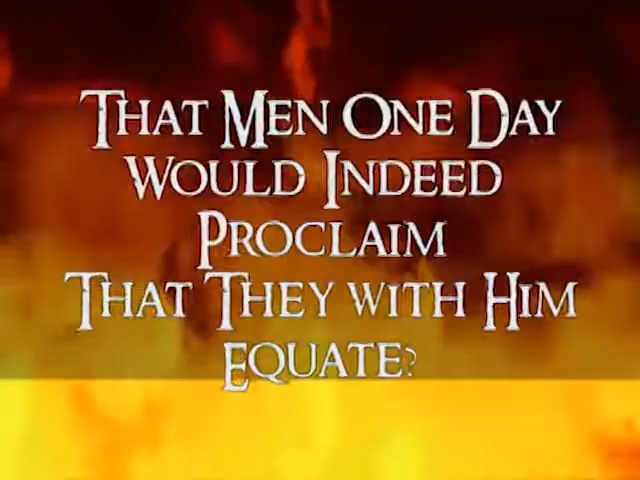 That Men One Day
Would Indeed
Proclaim
That They with Him
Equate?